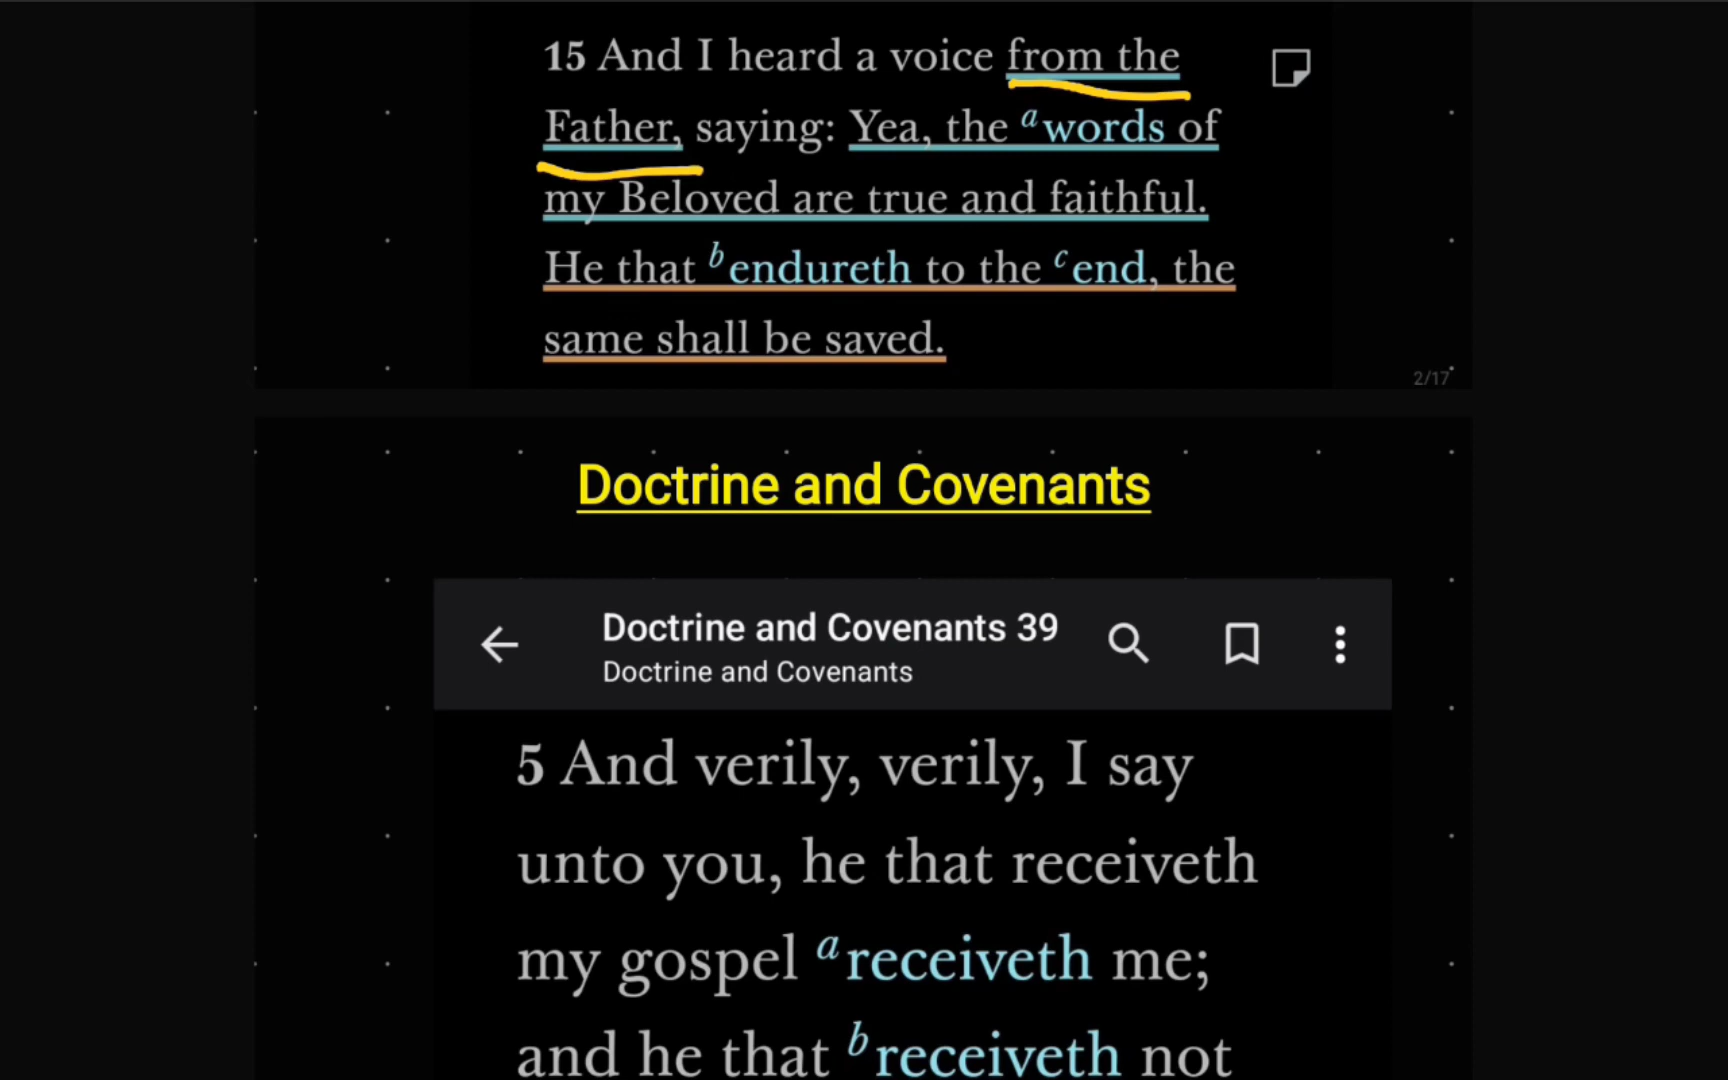 15 And I heard a voice from the
Father, saying: Yea, the a words of
my Beloved are true and faithful.
He that b endureth to the c end, the
same shall be saved.
2/17
Doctrine and Covenants
Doctrine and Covenants 39
Doctrine and Covenants
5 And verily, verily, I say
unto you, he that receiveth
my gospel a receiveth me;
and he that b receiveth not